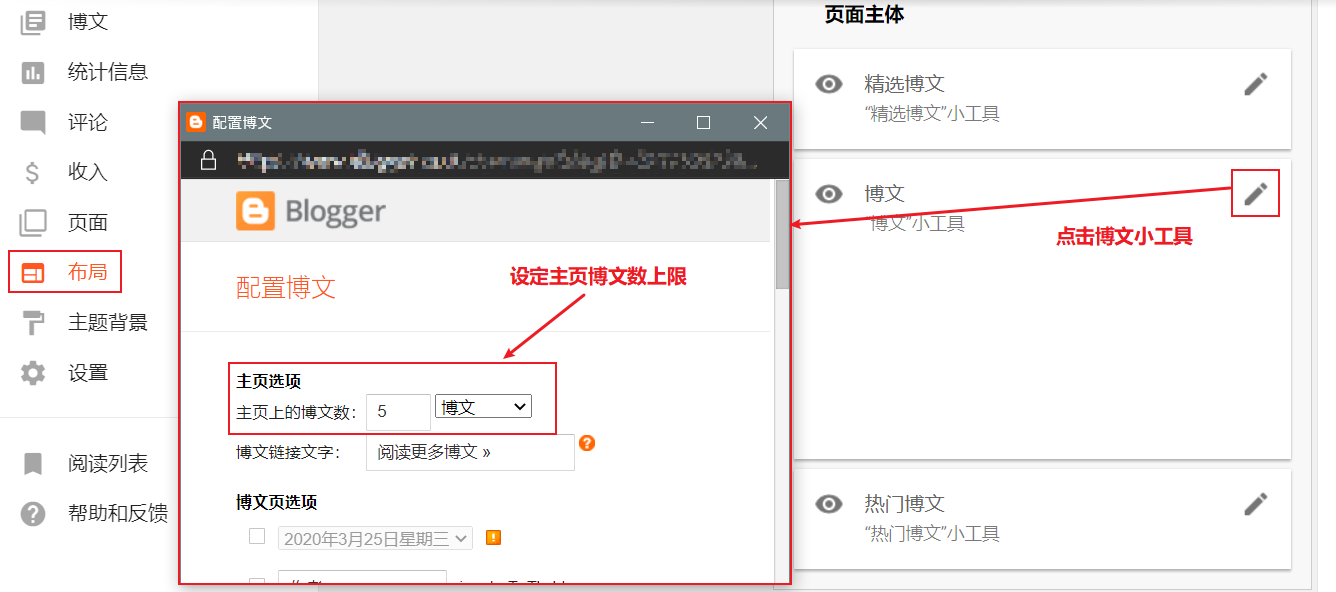 博文
统计信息
评论
收入
页面
布局
主题背景
设置
阅读列表
帮助和反馈
配置博文
Blogger
配置博文
设定主页博文数上限
主页选项
主页上的博文数: 5 博文
博文链接文字: 阅读更多博文 »
博文页选项
2020年3月25日星期三
页面主体
精选博文
“精选博文”小工具
博文
“博文”小工具
点击博文小工具
热门博文
“热门博文”小工具